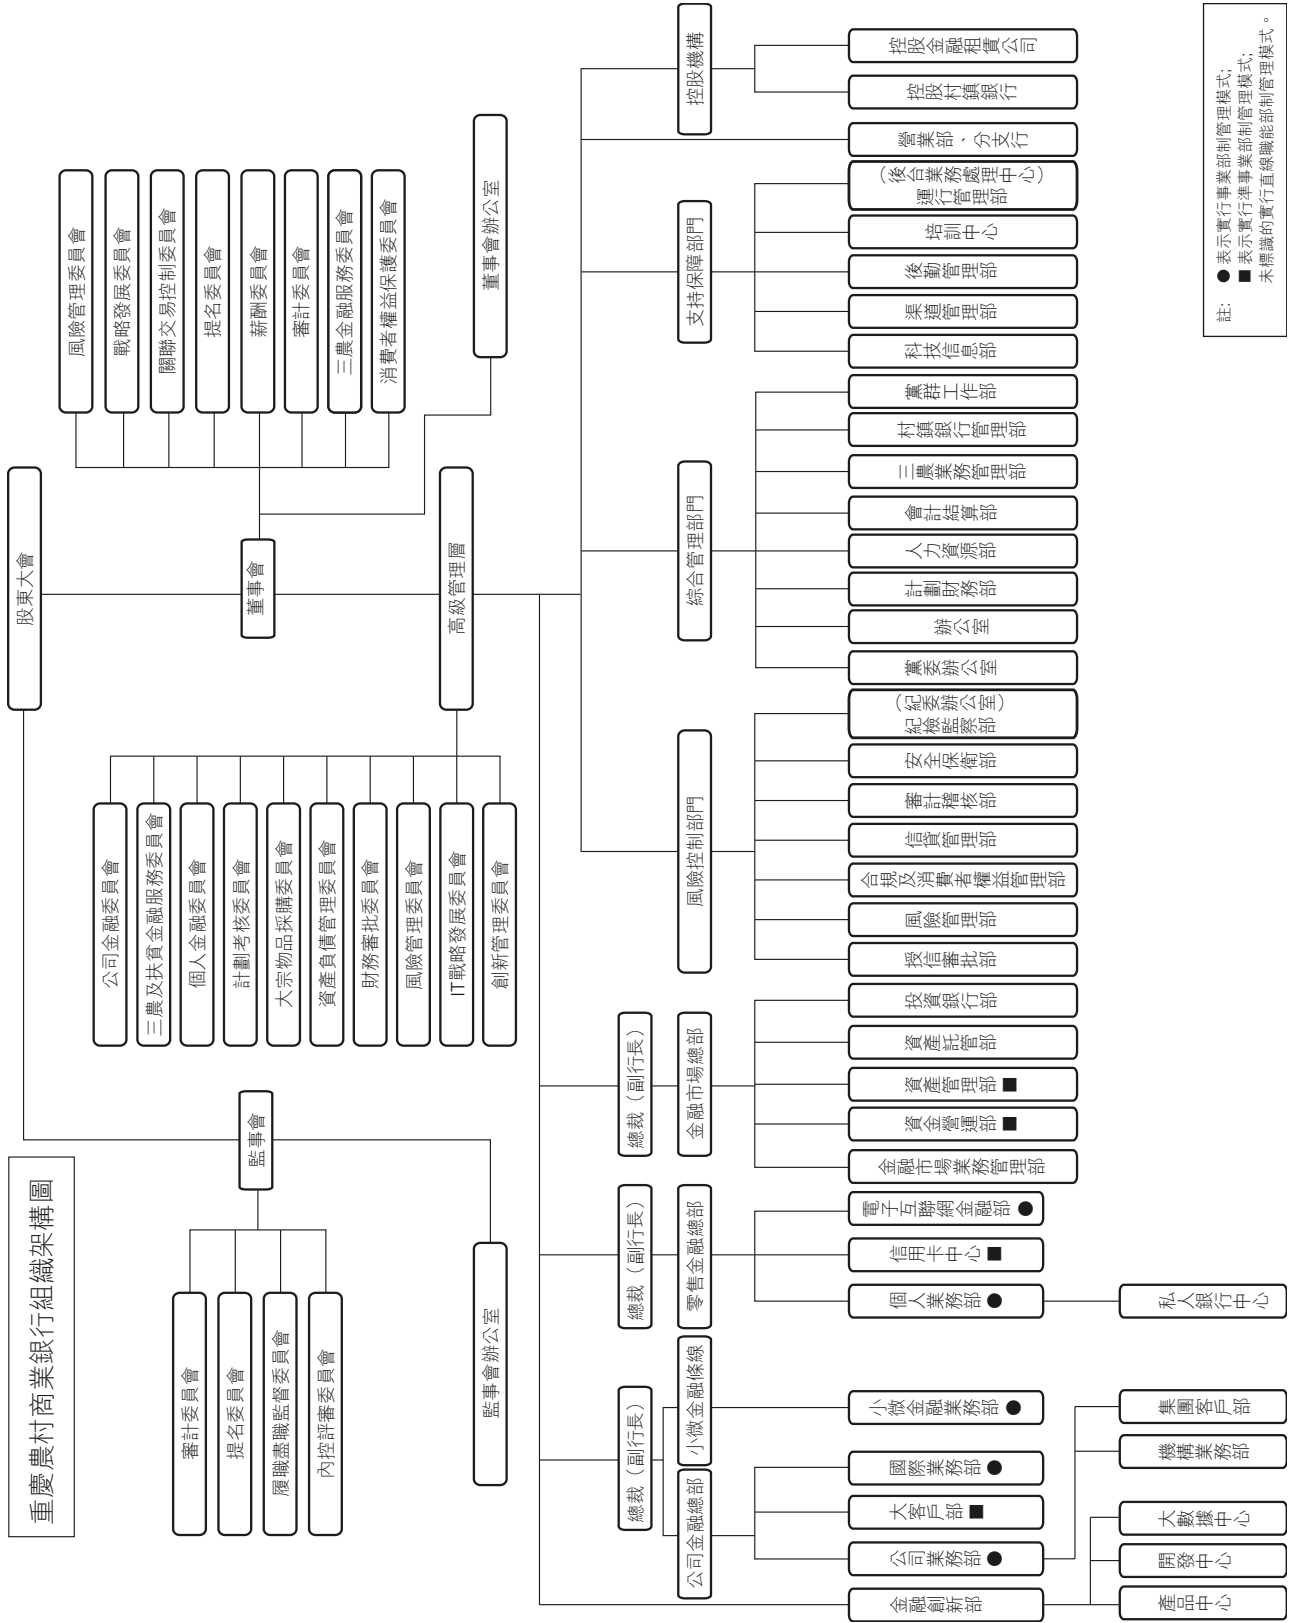 重慶農村商業銀行組織架構圖
股東大會
監事會
董事會
高級管理層
審計委員會
提名委員會
履職盡職監督委員會
內控評審委員會
監事會辦公室
風險管理委員會
戰略發展委員會
關聯交易控制委員會
提名委員會
薪酬委員會
審計委員會
三農金融服務委員會
消費者權益保護委員會
董事會辦公室
公司金融委員會
三農及扶貧金融服務委員會
個人金融委員會
計劃考核委員會
大宗物品採購委員會
資產負債管理委員會
財務審批委員會
風險管理委員會
IT戰略發展委員會
創新管理委員會
總裁（副行長）
總裁（副行長）
總裁（副行長）
公司金融總部
小微金融條線
零售金融總部
金融市場總部
風險控制部門
綜合管理部門
支持保障部門
控股機構
金融創新部
公司業務部●
大客戶部■
國際業務部●
小微金融業務部●
個人業務部●
信用卡中心■
電子互聯網金融部●
金融市場業務管理部
資金營運部■
資產管理部■
資產託管部
投資銀行部
授信審批部
風險管理部
合規及消費者權益管理部
信貸管理部
審計稽核部
安全保衛部
（紀委辦公室）
紀檢監察部
黨委辦公室
辦公室
計劃財務部
人力資源部
會計結算部
三農業務管理部
村鎮銀行管理部
黨群工作部
科技信息部
渠道管理部
後勤管理部
培訓中心
（後台業務處理中心）
運行管理部
營業部、分支行
控股村鎮銀行
控股金融租賃公司
產品中心
開發中心
大數據中心
機構業務部
集團客戶部
私人銀行中心
註： ● 表示實行事業部制管理模式;
■ 表示實行準事業部制管理模式;
未標識的實行直線職能部制管理模式。